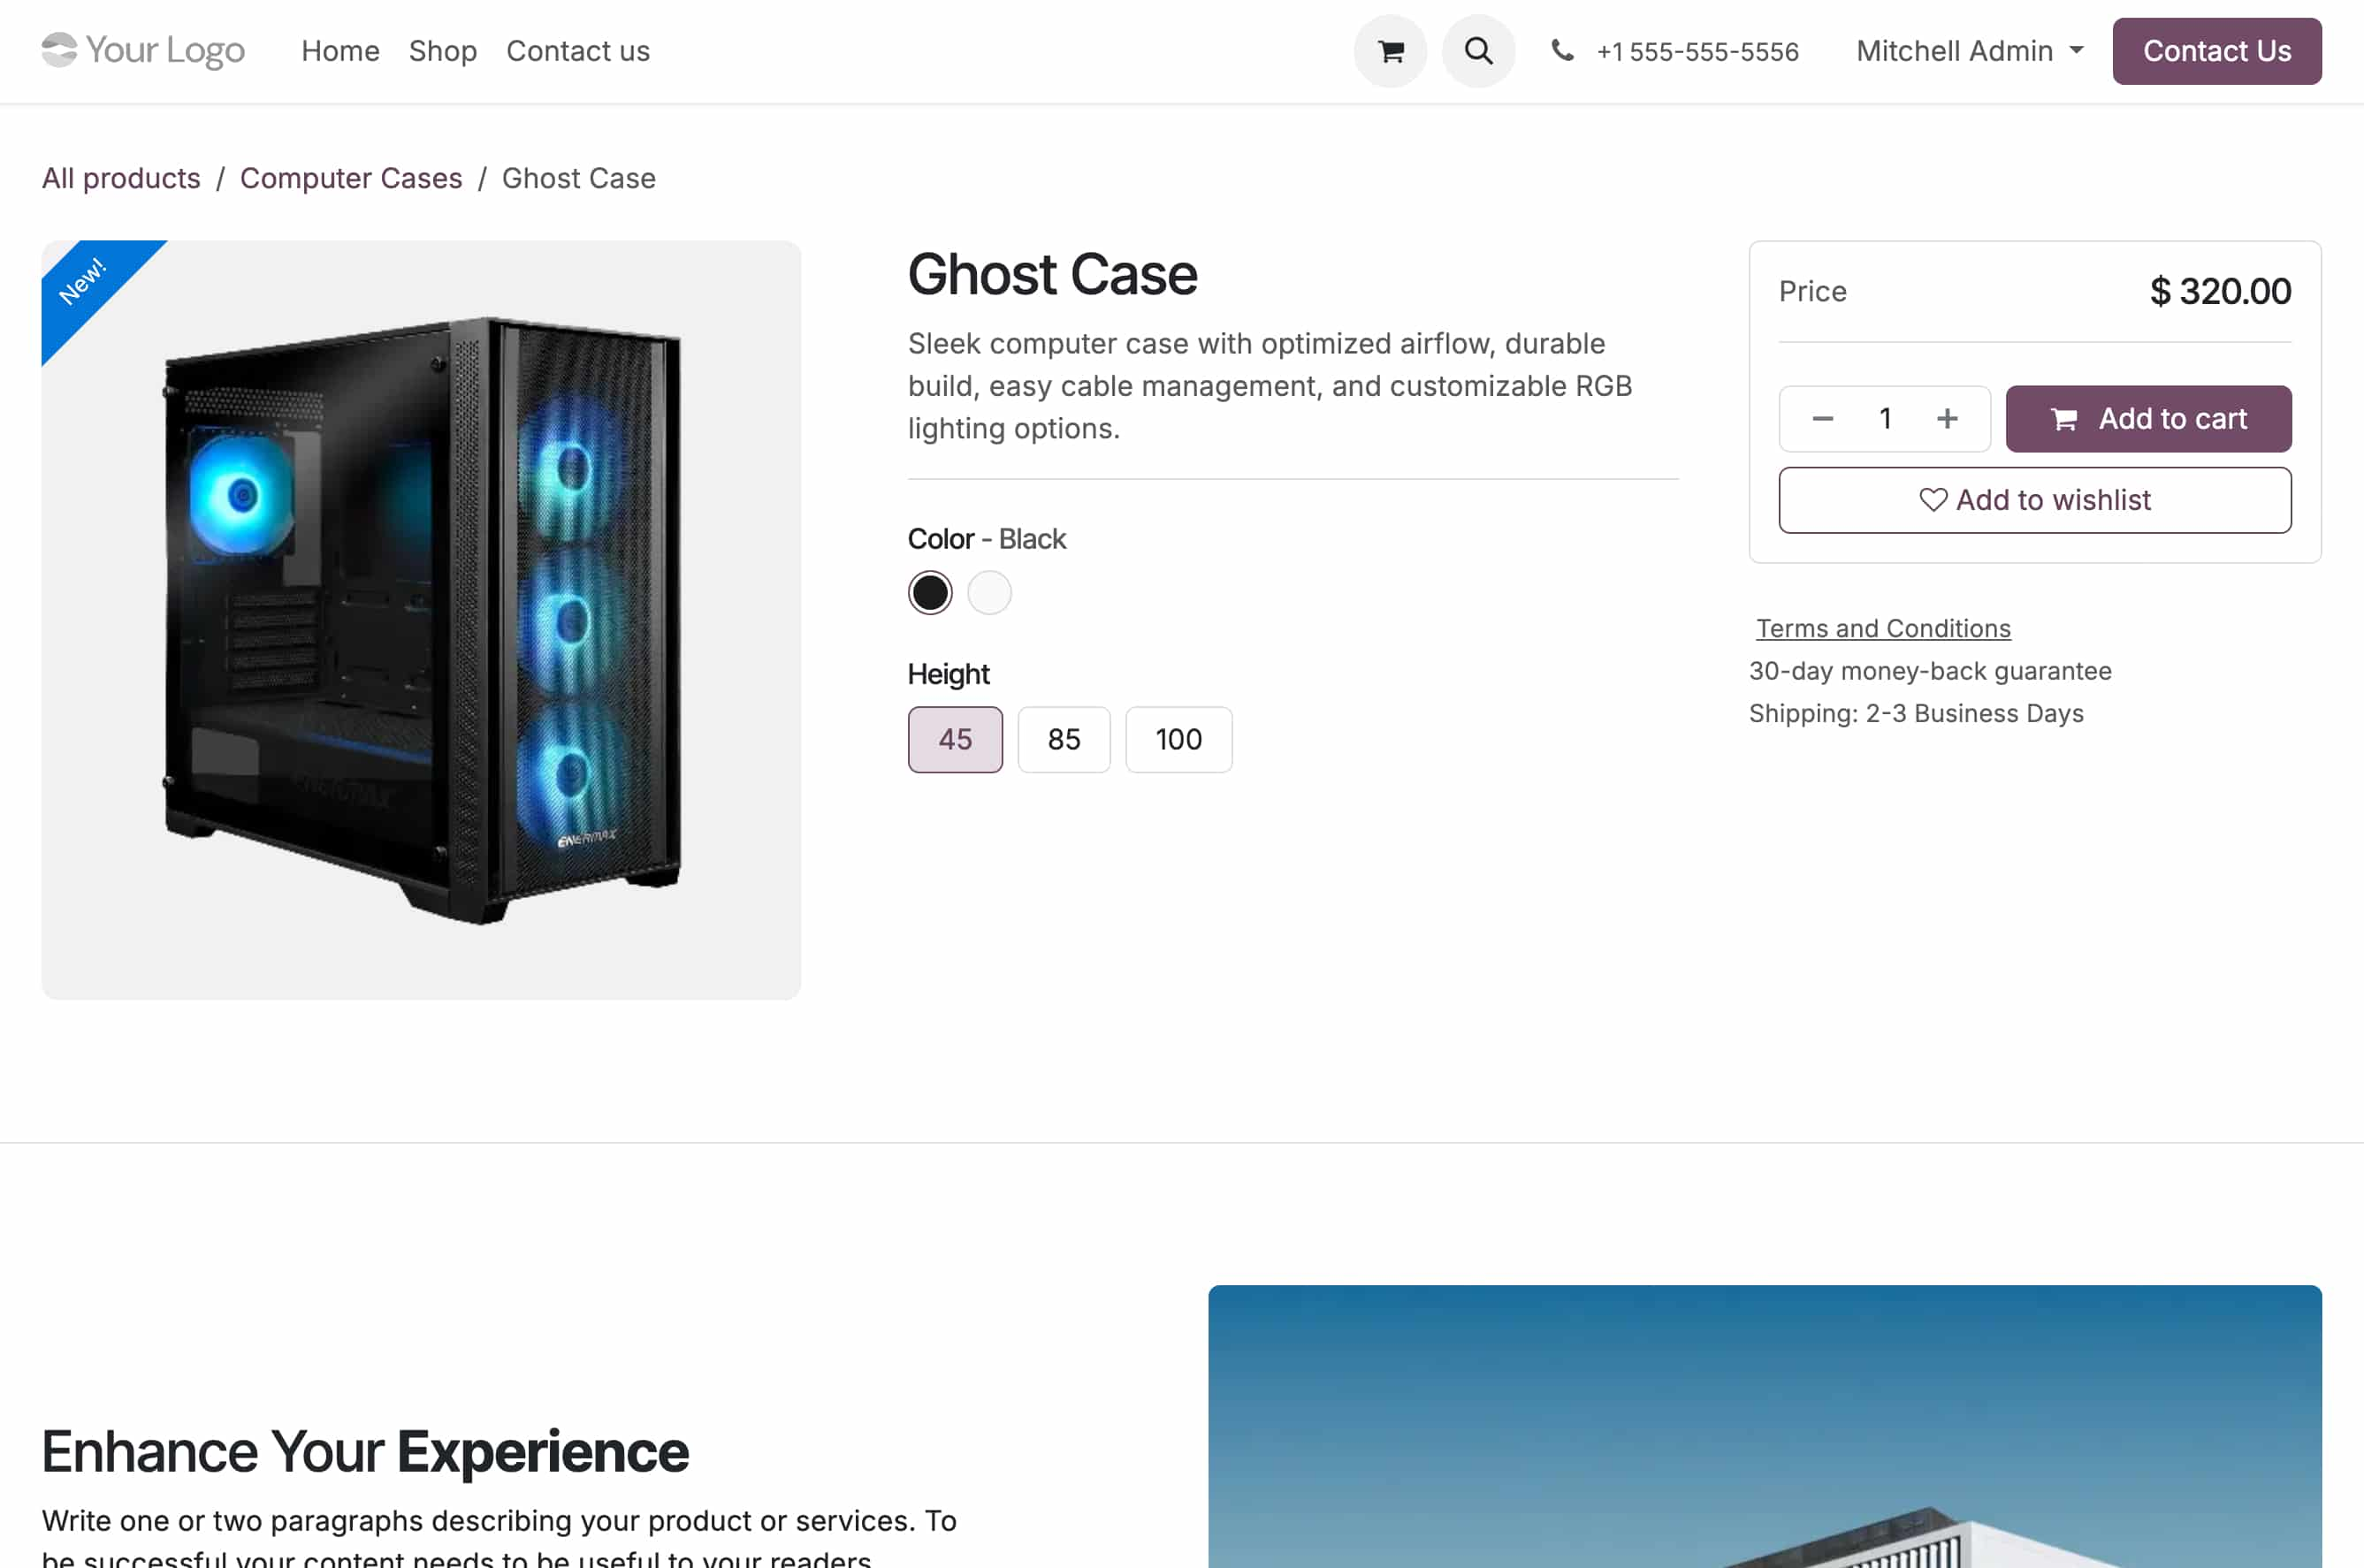 Your Logo
Home
Shop
Contact us
+1 555-555-5556
Mitchell Admin
Contact Us
All products / Computer Cases / Ghost Case
New!
ENERMAX
Ghost Case
Sleek computer case with optimized airflow, durable
build, easy cable management, and customizable RGB
lighting options.
Color - Black
Height
45
85
100
Price
$ 320.00
1
Add to cart
Add to wishlist
Terms and Conditions
30-day money-back guarantee
Shipping: 2-3 Business Days
Enhance Your Experience
Write one or two paragraphs describing your product or services. To
be successful your content needs to be useful to your readers.